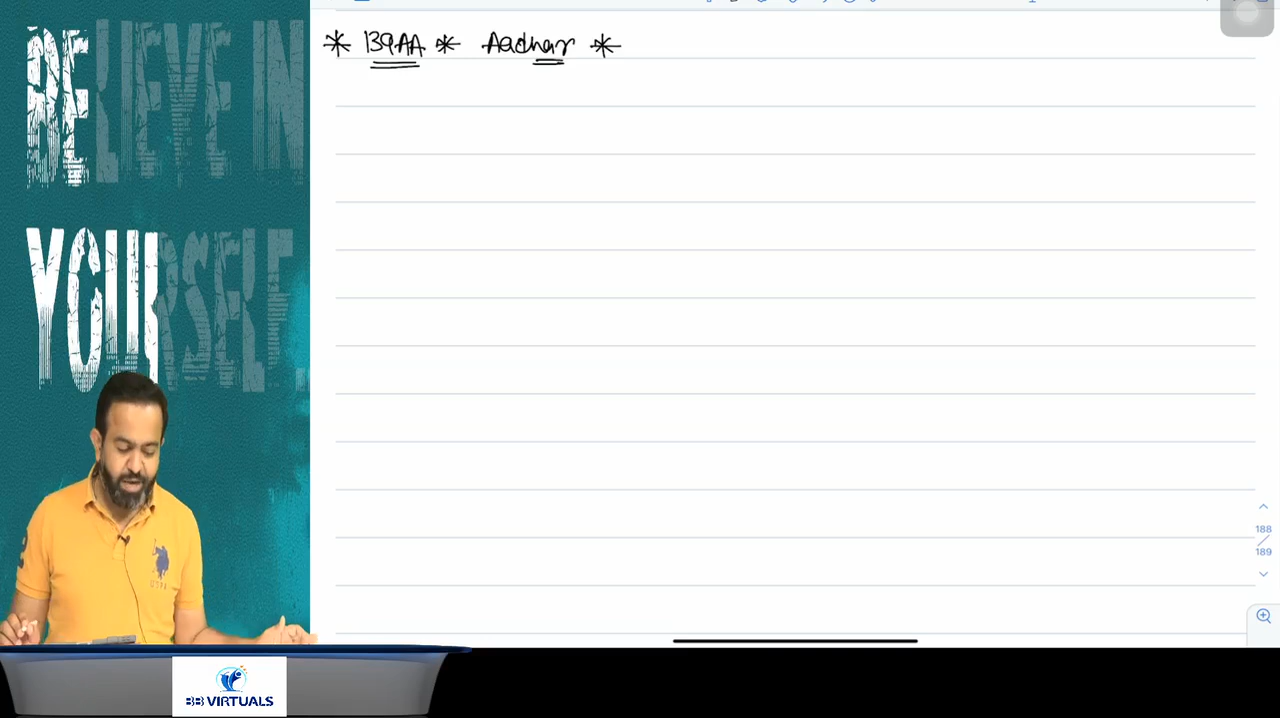 BELIEVE IN
YOURSELF.
* 139AA * Aadhar *
188
189
BB VIRTUALS